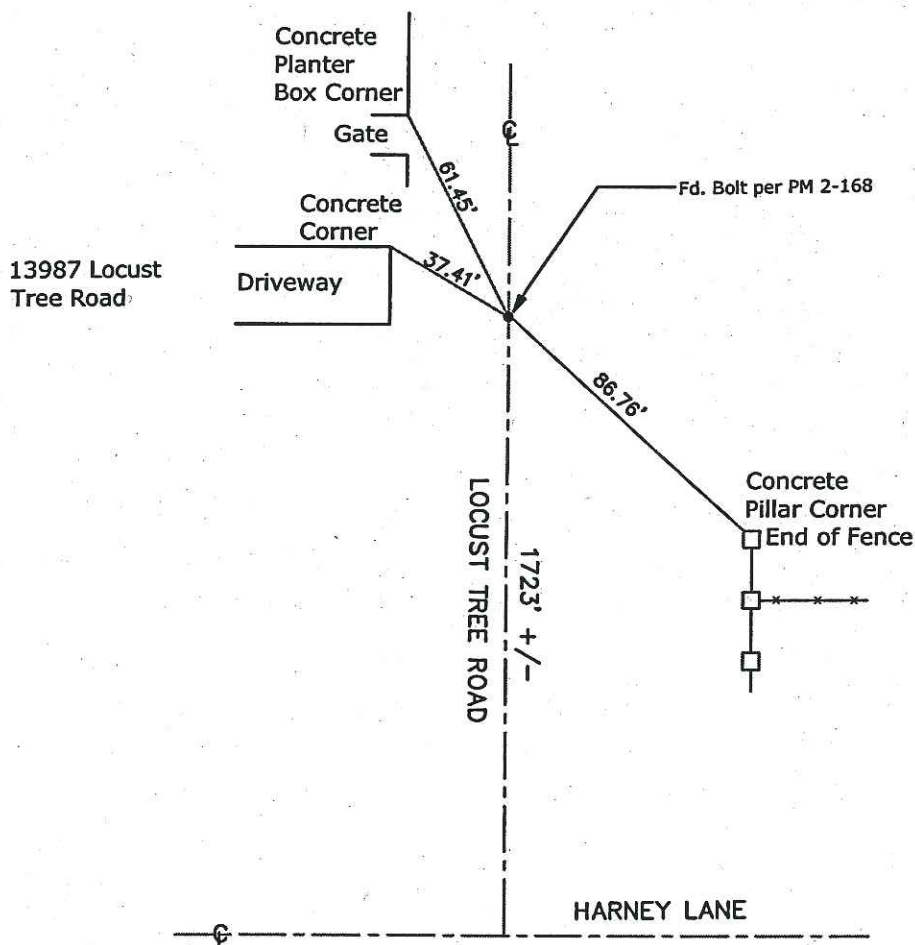 Concrete
Planter
Box Corner
℄
Gate
61.45'
Fd. Bolt per PM 2-168
Concrete
Corner
37.41'
13987 Locust
Tree Road
Driveway
86.76'
Concrete
Pillar Corner
End of Fence
LOCUST TREE ROAD
1723' +/-
HARNEY LANE
℄